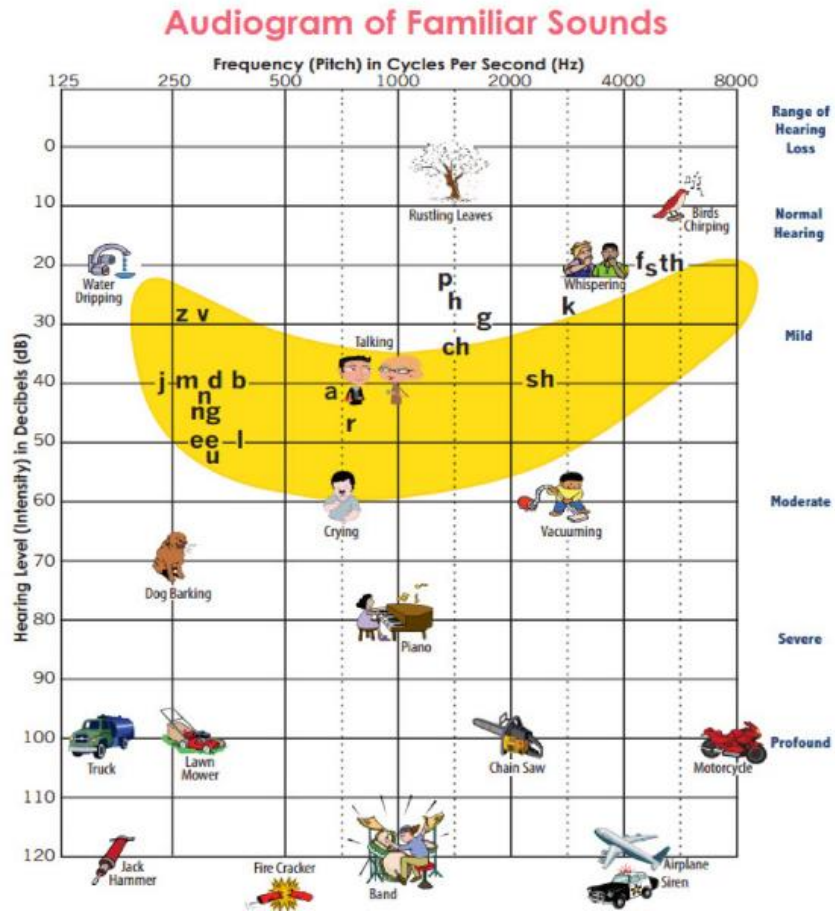 Audiogram of Familiar Sounds
Frequency (Pitch) in Cycles Per Second (Hz)
125 250 500 1000 2000 4000 8000
Hearing Level (Intensity) in Decibels (dB)
Range of
Hearing
Loss
0
Rustling Leaves
10
Birds
Chirping
Normal
Hearing
20
Water
Dripping
Whispering
f s th
p
h
k
z v
g
30
Mild
Talking
ch
40
j m d b
n
a
sh
ng
r
50
ee l
u
60
Crying
Vacuuming
Moderate
70
Dog Barking
80
Piano
Severe
90
100
Truck
Lawn
Mower
Chain Saw
Motorcycle
Profound
110
120
Jack
Hammer
Fire Cracker
Band
Airplane
Siren